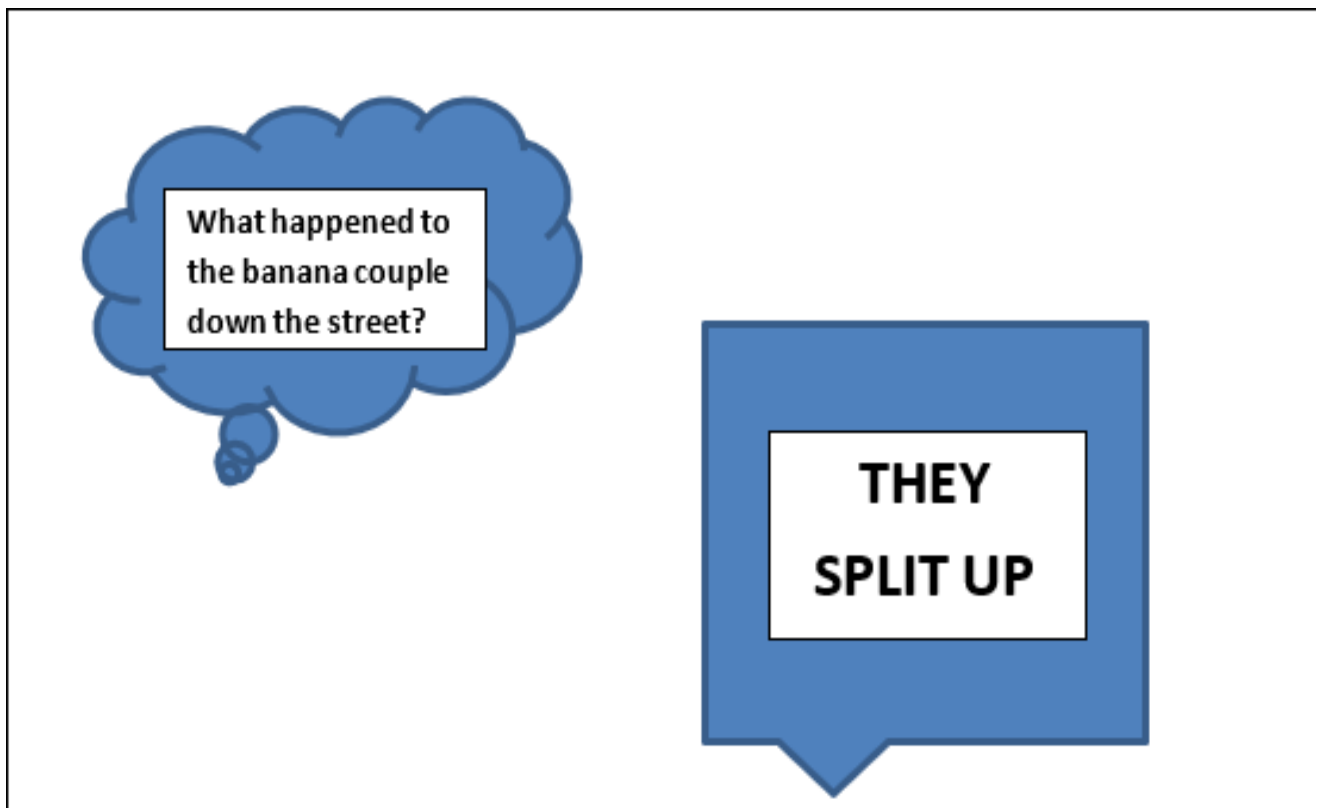 What happened to
the banana couple
down the street?
THEY
SPLIT UP